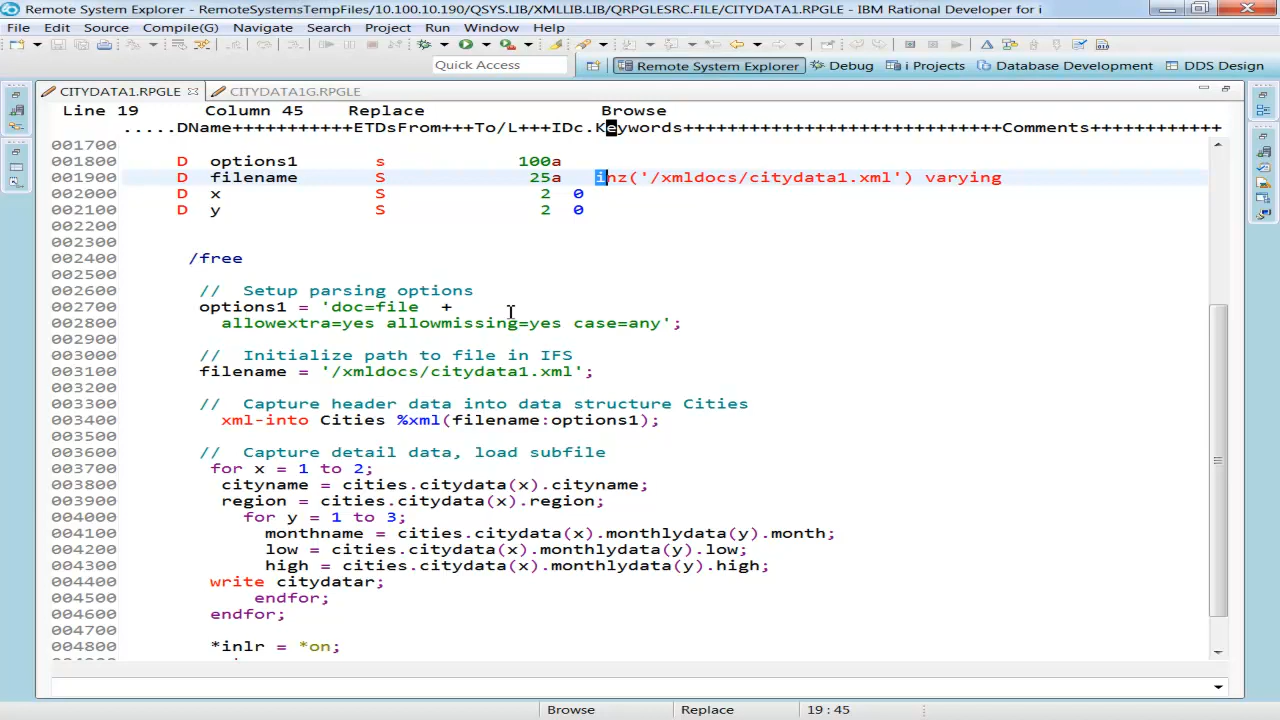 Remote System Explorer - RemoteSystemsTempFiles/10.100.10.190/QSYS.LIB/XMLLIB.LIB/QRPGLESRC.FILE/CITYDATA1.RPGLE - IBM Rational Developer for i
File Edit Source Compile(G) Navigate Search Project Run Window Help
Quick Access Remote System Explorer Debug i Projects Database Development DDS Design
CITYDATA1.RPGLE CITYDATA1G.RPGLE
Line 19 Column 45 Replace Browse
.....DName+++++++++++ETDsFrom+++To/L+++IDc.Keywords+++++++++++++++++++++++++++++Comments++++++++++++
001700
001800 D options1 s 100a
001900 D filename S 25a inz('/xmldocs/citydata1.xml') varying
002000 D x S 2 0
002100 D y S 2 0
002200
002300
002400 /free
002500
002600 // Setup parsing options
002700 options1 = 'doc=file +
002800 allowextra=yes allowmissing=yes case=any';
002900
003000 // Initialize path to file in IFS
003100 filename = '/xmldocs/citydata1.xml';
003200
003300 // Capture header data into data structure Cities
003400 xml-into Cities %xml(filename:options1);
003500
003600 // Capture detail data, load subfile
003700 for x = 1 to 2;
003800 cityname = cities.citydata(x).cityname;
003900 region = cities.citydata(x).region;
004000 for y = 1 to 3;
004100 monthname = cities.citydata(x).monthlydata(y).month;
004200 low = cities.citydata(x).monthlydata(y).low;
004300 high = cities.citydata(x).monthlydata(y).high;
004400 write citydatar;
004500 endfor;
004600 endfor;
004700
004800 *inlr = *on;
Browse Replace 19 : 45